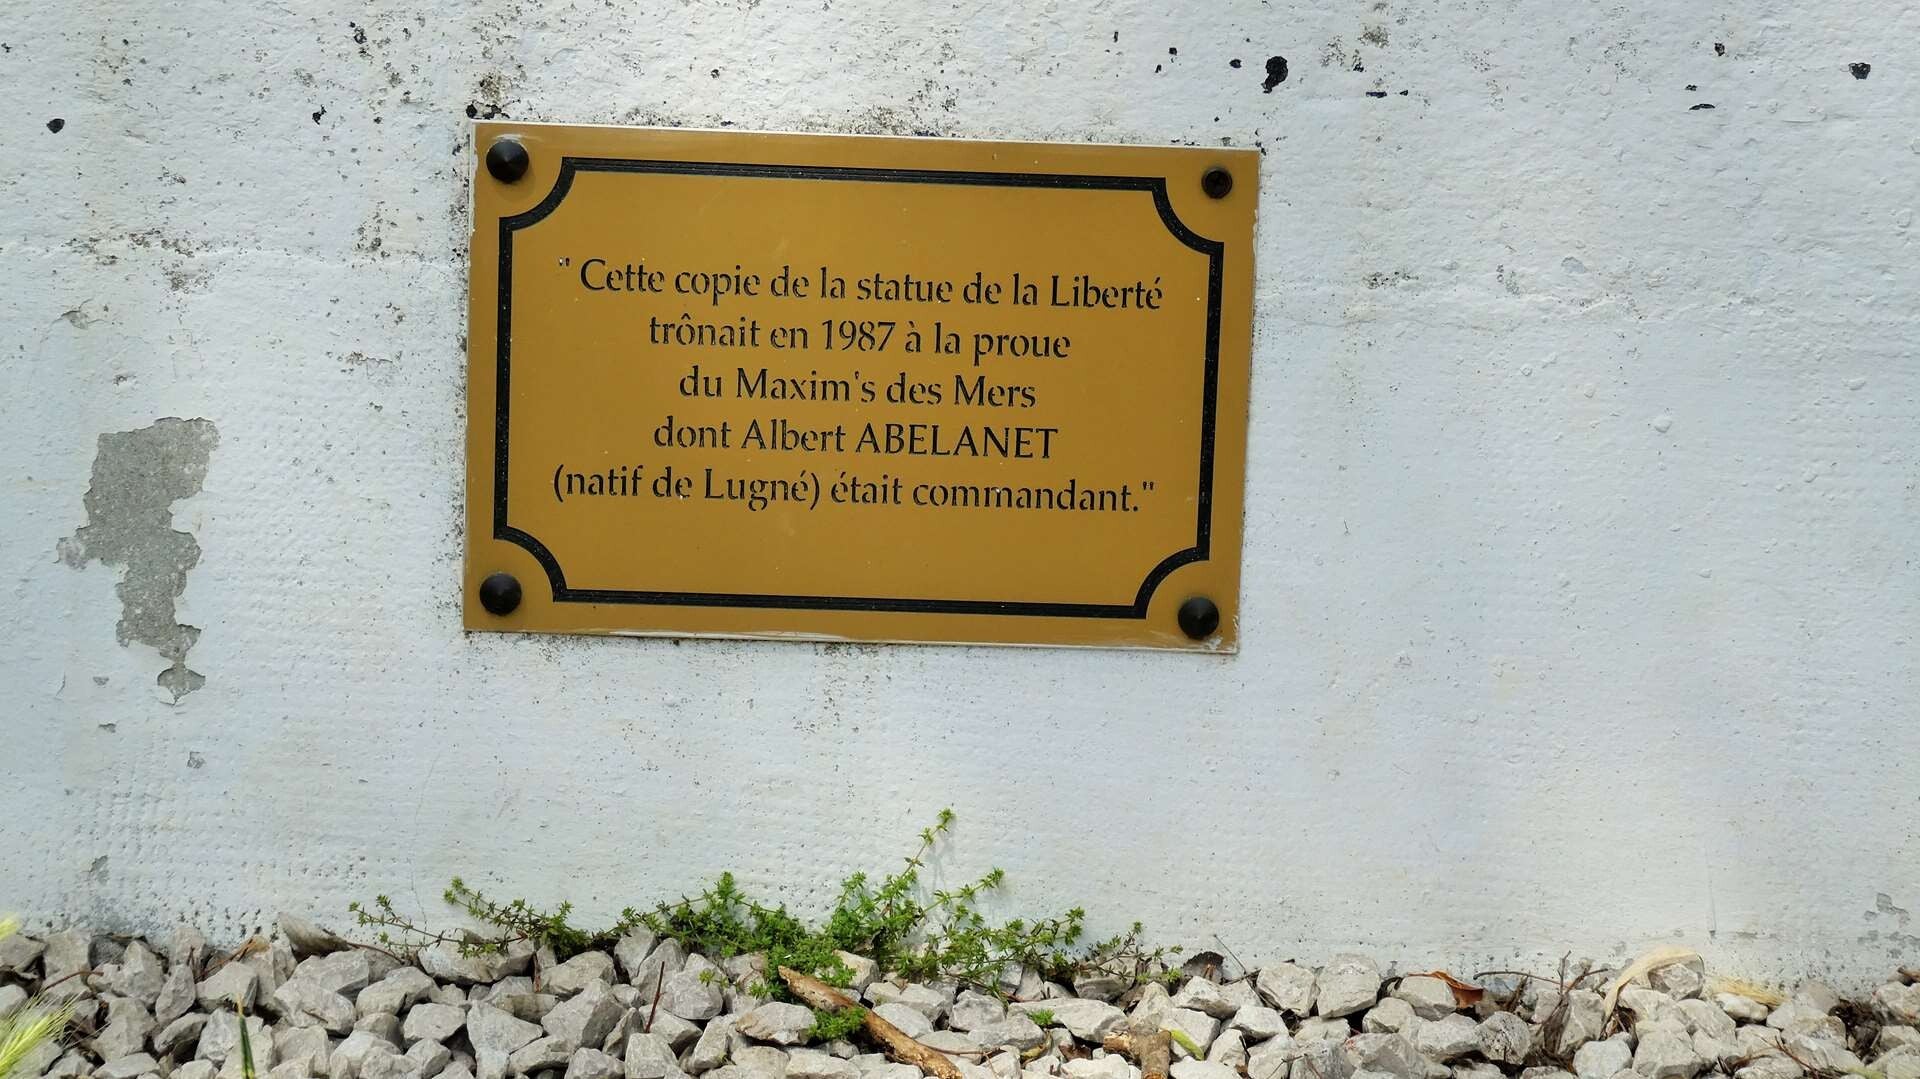 " Cette copie de la statue de la Liberté
trônait en 1987 à la proue
du Maxim's des Mers
dont Albert ABELANET
(natif de Lugné) était commandant."